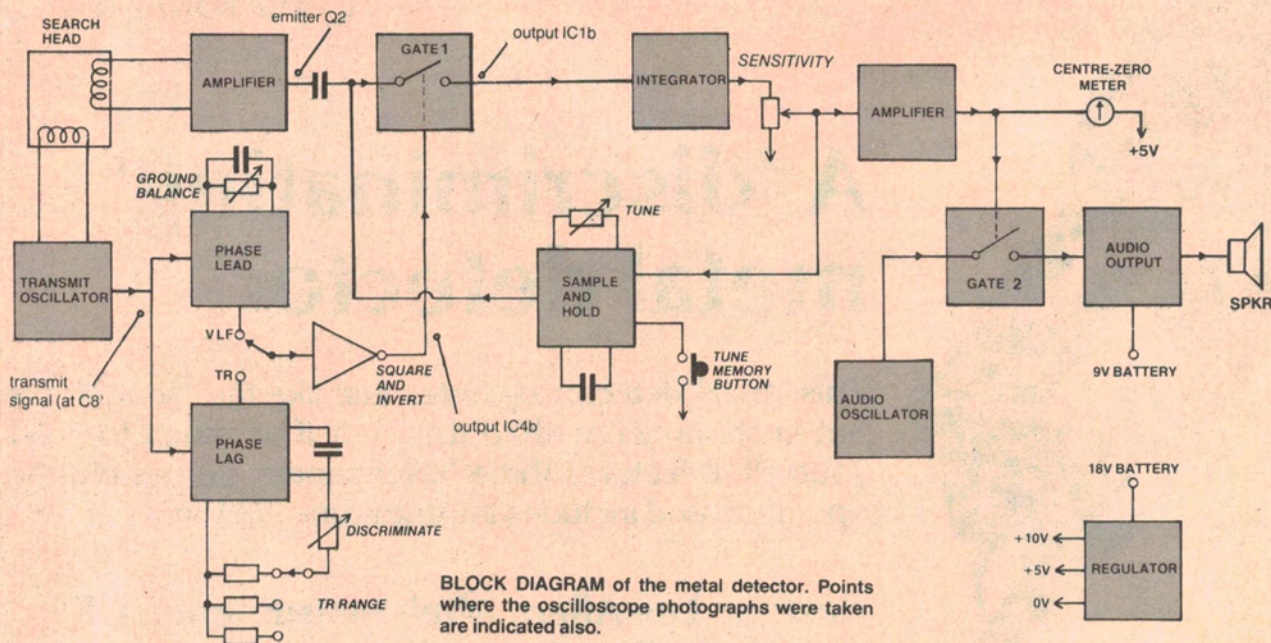 SEARCH
HEAD
emitter Q2
output IC1b
AMPLIFIER
GATE 1
INTEGRATOR
SENSITIVITY
AMPLIFIER
CENTRE-ZERO
METER
+5V
GROUND
BALANCE
TRANSMIT
OSCILLATOR
PHASE
LEAD
TUNE
SAMPLE
AND
HOLD
GATE 2
AUDIO
OUTPUT
SPKR
VLF
TR
SQUARE
AND
INVERT
TUNE
MEMORY
BUTTON
9V BATTERY
transmit
signal (at C8)
output IC4b
AUDIO
OSCILLATOR
PHASE
LAG
DISCRIMINATE
18V BATTERY
+10V
+5V
0V
REGULATOR
TR RANGE
BLOCK DIAGRAM of the metal detector. Points
where the oscilloscope photographs were taken
are indicated also.